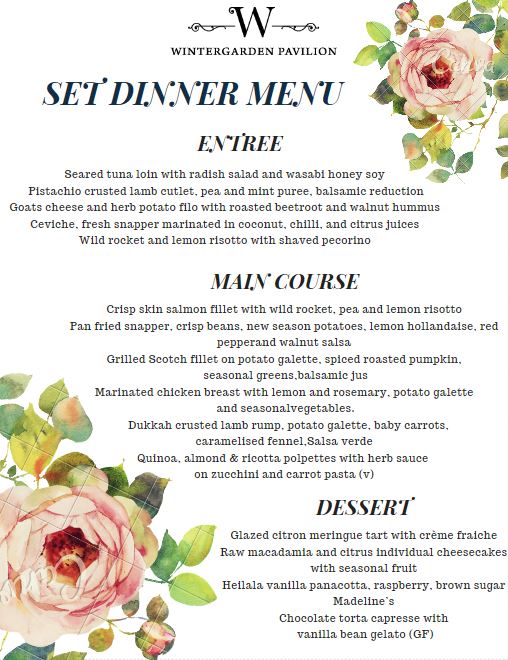 W
WINTERGARDEN PAVILION
SET DINNER MENU
ENTREE
Seared tuna loin with radish salad and wasabi honey soy
Pistachio crusted lamb cutlet, pea and mint puree, balsamic reduction
Goats cheese and herb potato filo with roasted beetroot and walnut hummus
Ceviche, fresh snapper marinated in coconut, chilli, and citrus juices
Wild rocket and lemon risotto with shaved pecorino
MAIN COURSE
Crisp skin salmon fillet with wild rocket, pea and lemon risotto
Pan fried snapper, crisp beans, new season potatoes, lemon hollandaise, red
pepperand walnut salsa
Grilled Scotch fillet on potato galette, spiced roasted pumpkin,
seasonal greens,balsamic jus
Marinated chicken breast with lemon and rosemary, potato galette
and seasonalvegetables.
Dukkah crusted lamb rump, potato galette, baby carrots,
caramelised fennel,Salsa verde
Quinoa, almond & ricotta polpettes with herb sauce
on zucchini and carrot pasta (v)
DESSERT
Glazed citron meringue tart with crème fraiche
Raw macadamia and citrus individual cheesecakes
with seasonal fruit
Heilala vanilla panacotta, raspberry, brown sugar
Madeline's
Chocolate torta capresse with
vanilla bean gelato (GF)